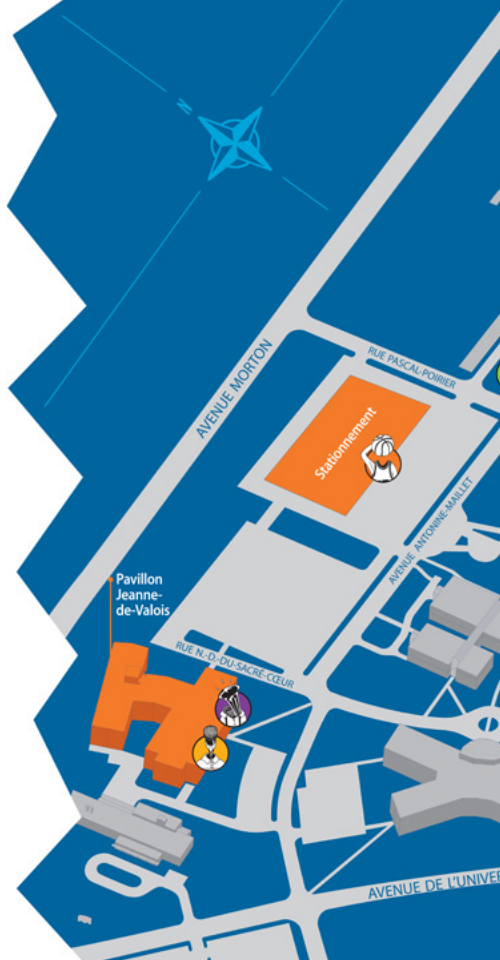 N
AVENUE MORTON
RUE PASCAL-POIRIER
Stationnement
AVENUE ANTONINE-MAILLET
Pavillon
Jeanne-
de-Valois
RUE N.-D.-DU-SACRÉ-CŒUR
AVENUE DE L'UNIVER